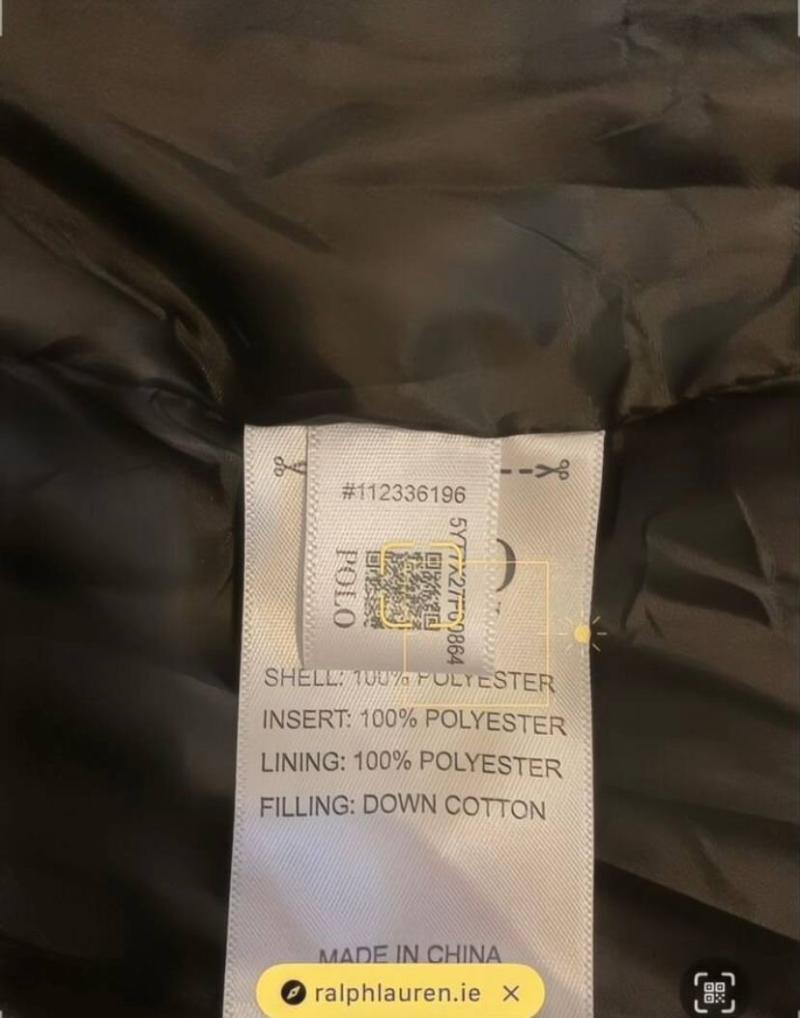 #112336196
POLO
SHELL: 100% POLYESTER
INSERT: 100% POLYESTER
LINING: 100% POLYESTER
FILLING: DOWN COTTON
MADE IN CHINA
ralphlauren.ie